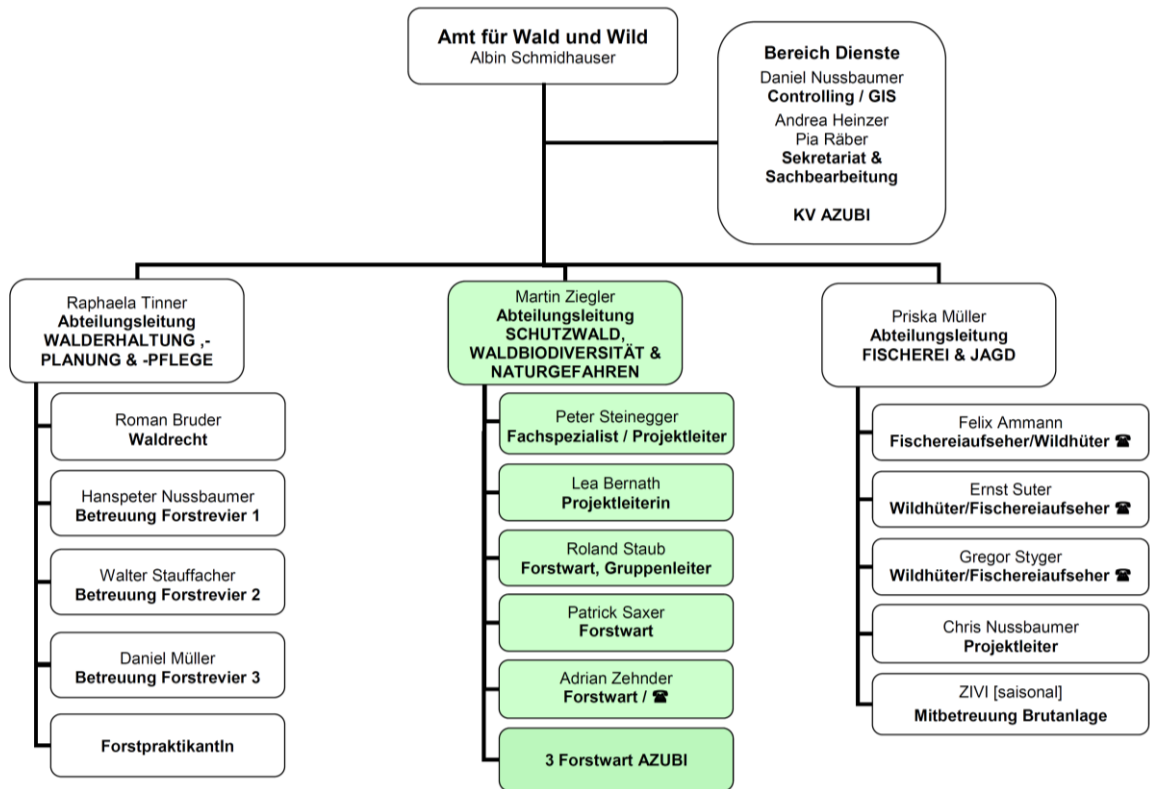 Amt für Wald und Wild
Albin Schmidhauser
Bereich Dienste
Daniel Nussbaumer
Controlling / GIS
Andrea Heinzer
Pia Räber
Sekretariat &
Sachbearbeitung
KV AZUBI
Raphaela Tinner
Abteilungsleitung
WALDERHALTUNG ,-
PLANUNG & -PFLEGE
Roman Bruder
Waldrecht
Hanspeter Nussbaumer
Betreuung Forstrevier 1
Walter Stauffacher
Betreuung Forstrevier 2
Daniel Müller
Betreuung Forstrevier 3
ForstpraktikantIn
Martin Ziegler
Abteilungsleitung
SCHUTZWALD,
WALDBIODIVERSITÄT &
NATURGEFAHREN
Peter Steinegger
Fachspezialist / Projektleiter
Lea Bernath
Projektleiterin
Roland Staub
Forstwart, Gruppenleiter
Patrick Saxer
Forstwart
Adrian Zehnder
Forstwart / ☎
3 Forstwart AZUBI
Priska Müller
Abteilungsleitung
FISCHEREI & JAGD
Felix Ammann
Fischereiaufseher/Wildhüter ☎
Ernst Suter
Wildhüter/Fischereiaufseher ☎
Gregor Styger
Wildhüter/Fischereiaufseher ☎
Chris Nussbaumer
Projektleiter
ZIVI [saisonal]
Mitbetreuung Brutanlage